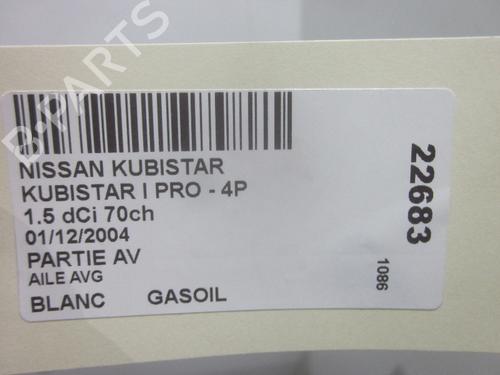 NISSAN KUBISTAR
KUBISTAR I PRO - 4P
1.5 dCi 70ch
01/12/2004
PARTIE AV
AILE AVG
BLANC GASOIL
22683
1086
B-PARTS